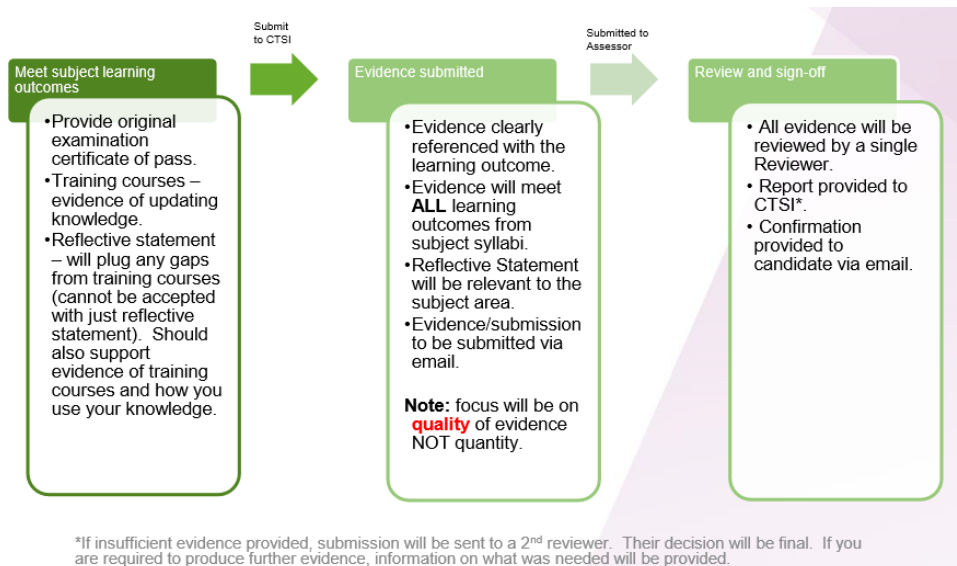 Submit
to CTSI
Submitted to
Assessor
Meet subject learning
outcomes
•Provide original
examination
certificate of pass.
•Training courses –
evidence of updating
knowledge.
•Reflective statement
– will plug any gaps
from training courses
(cannot be accepted
with just reflective
statement).  Should
also support
evidence of training
courses and how you
use your knowledge.
Evidence submitted
•Evidence clearly
referenced with the
learning outcome.
•Evidence will meet
ALL learning
outcomes from
subject syllabi.
•Reflective Statement
will be relevant to the
subject area.
•Evidence/submission
to be submitted via
email.
Note: focus will be on
quality of evidence
NOT quantity.
Review and sign-off
• All evidence will be
reviewed by a single
Reviewer.
• Report provided to
CTSI*.
• Confirmation
provided to
candidate via email.
*If insufficient evidence provided, submission will be sent to a 2nd reviewer.  Their decision will be final.  If you
are required to produce further evidence, information on what was needed will be provided.